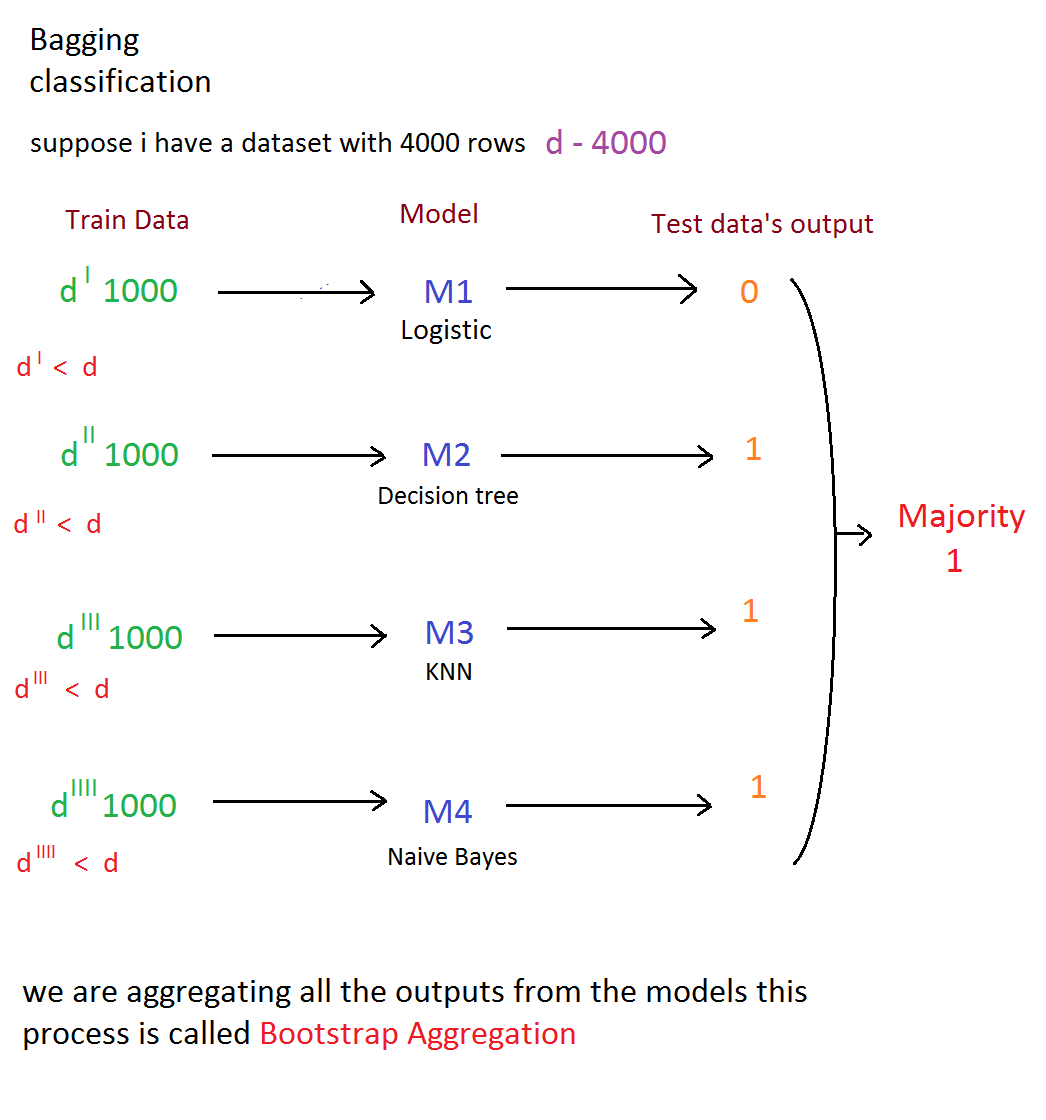 Bagging
classification
suppose i have a dataset with 4000 rows d - 4000
Train Data Model Test data's output
d I 1000 M1 0
Logistic
d I < d
d II 1000 M2 1
Decision tree
d II < d
Majority
1
d III 1000 M3 1
KNN
d III < d
d IIII 1000 M4 1
Naive Bayes
d IIII < d
we are aggregating all the outputs from the models this
process is called Bootstrap Aggregation